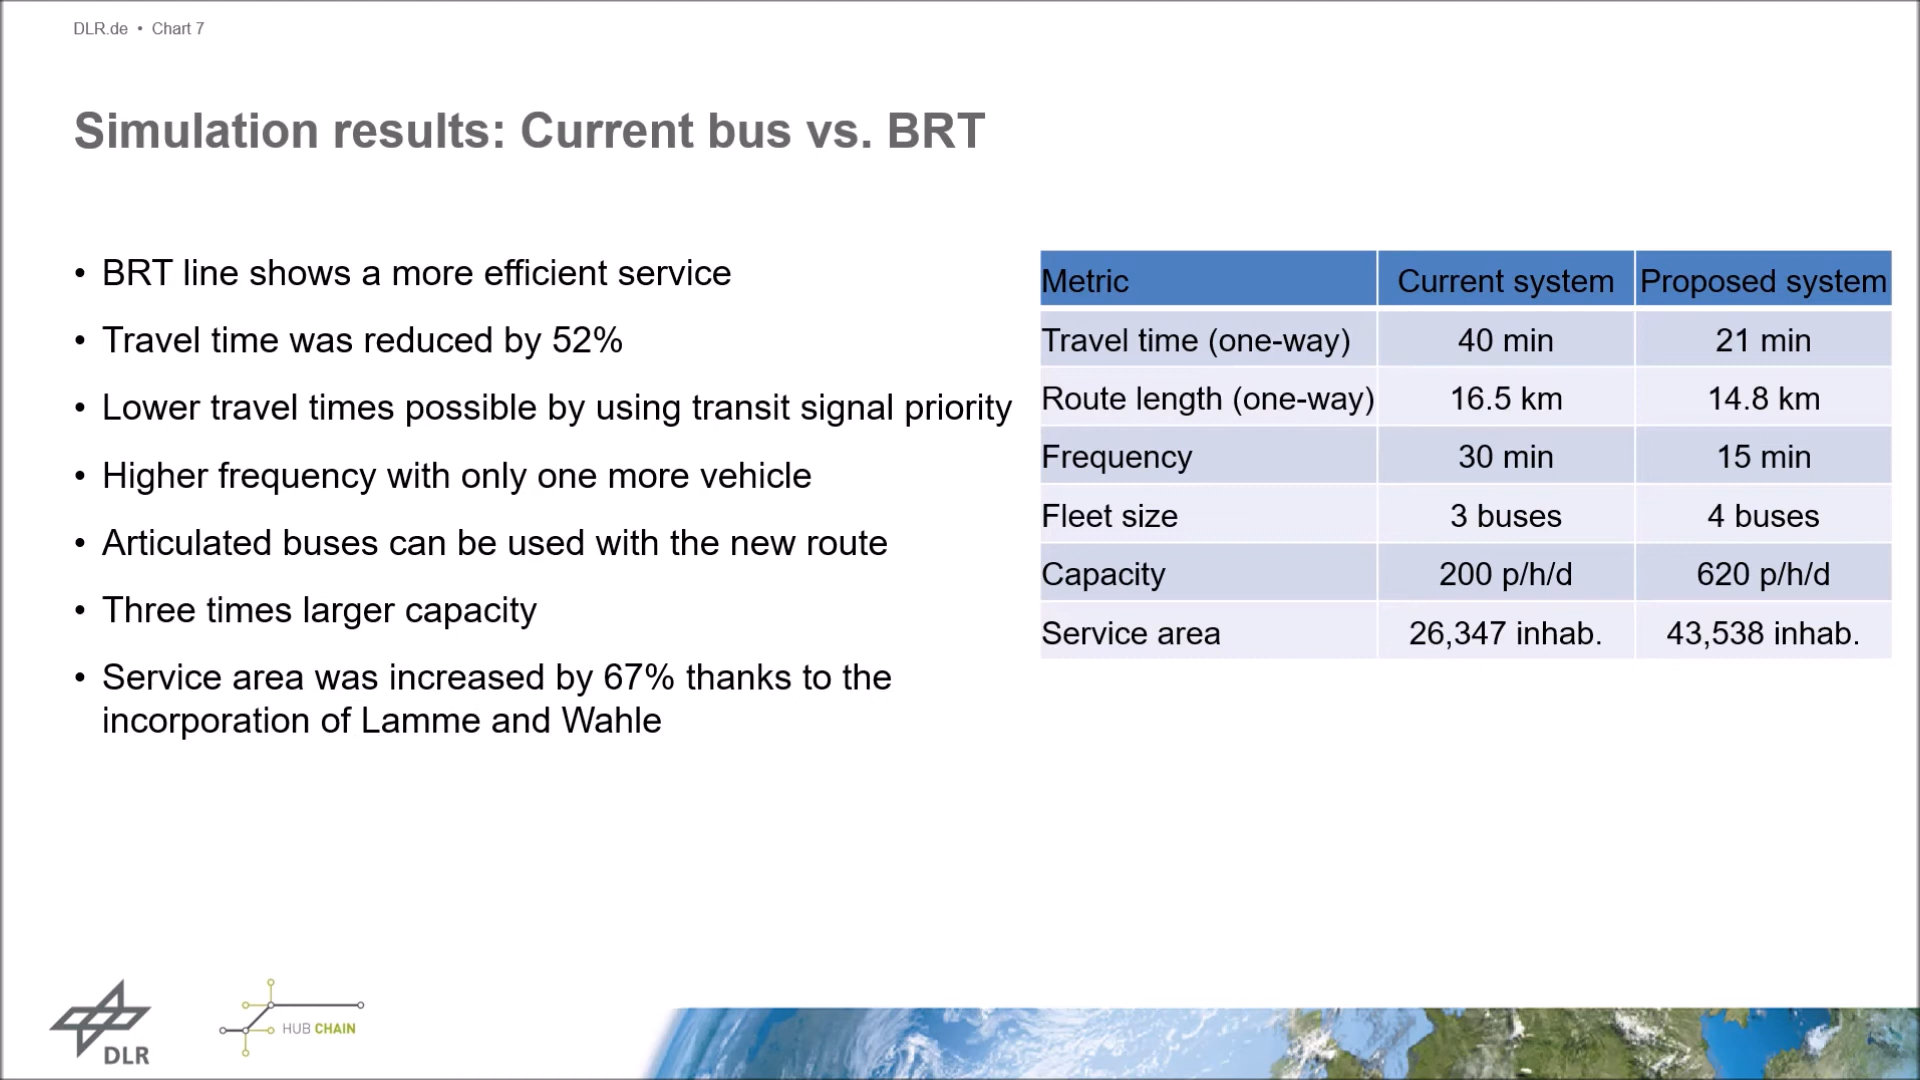 DLR.de • Chart 7
Simulation results: Current bus vs. BRT
• BRT line shows a more efficient service
• Travel time was reduced by 52%
• Lower travel times possible by using transit signal priority
• Higher frequency with only one more vehicle
• Articulated buses can be used with the new route
• Three times larger capacity
• Service area was increased by 67% thanks to the
incorporation of Lamme and Wahle
Metric Current system Proposed system
Travel time (one-way) 40 min 21 min
Route length (one-way) 16.5 km 14.8 km
Frequency 30 min 15 min
Fleet size 3 buses 4 buses
Capacity 200 p/h/d 620 p/h/d
Service area 26,347 inhab. 43,538 inhab.
DLR
HUB CHAIN